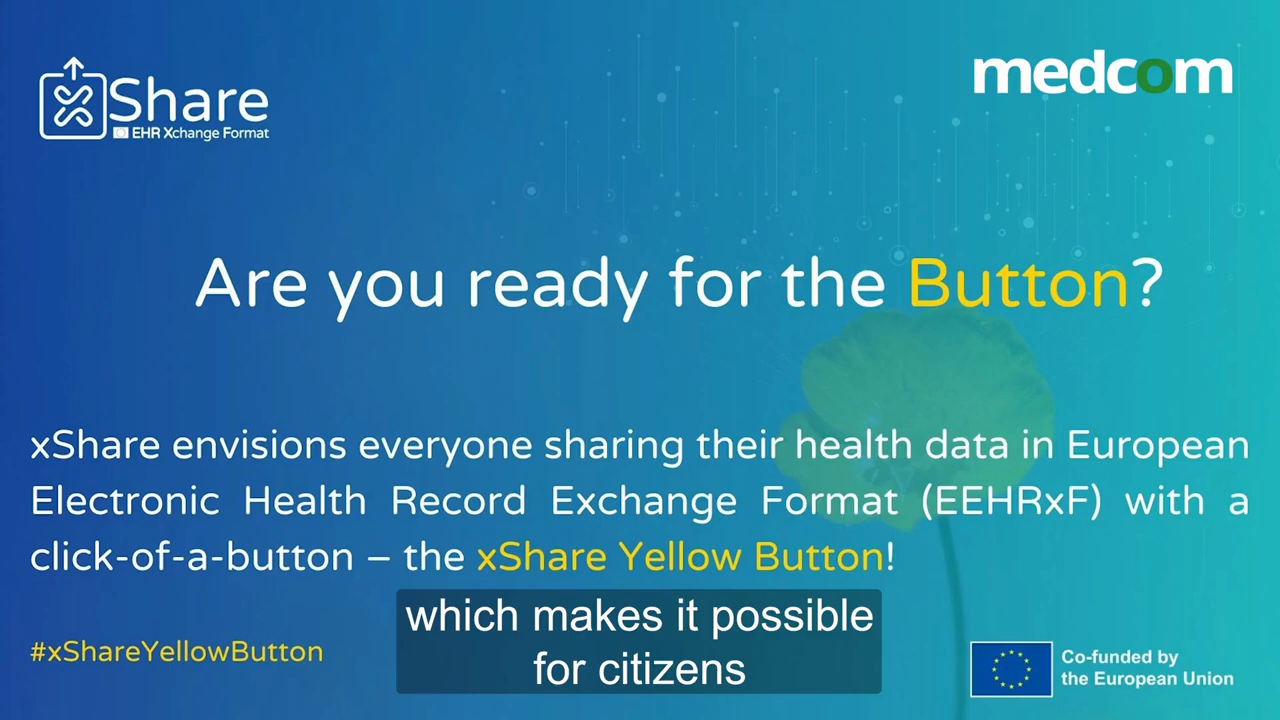 Share
EHR Xchange Format
medcom
Are you ready for the Button?
xShare envisions everyone sharing their health data in European
Electronic Health Record Exchange Format (EEHRxF) with a
click-of-a-button – the xShare Yellow Button!
which makes it possible
for citizens
#xShareYellowButton
Co-funded by
the European Union